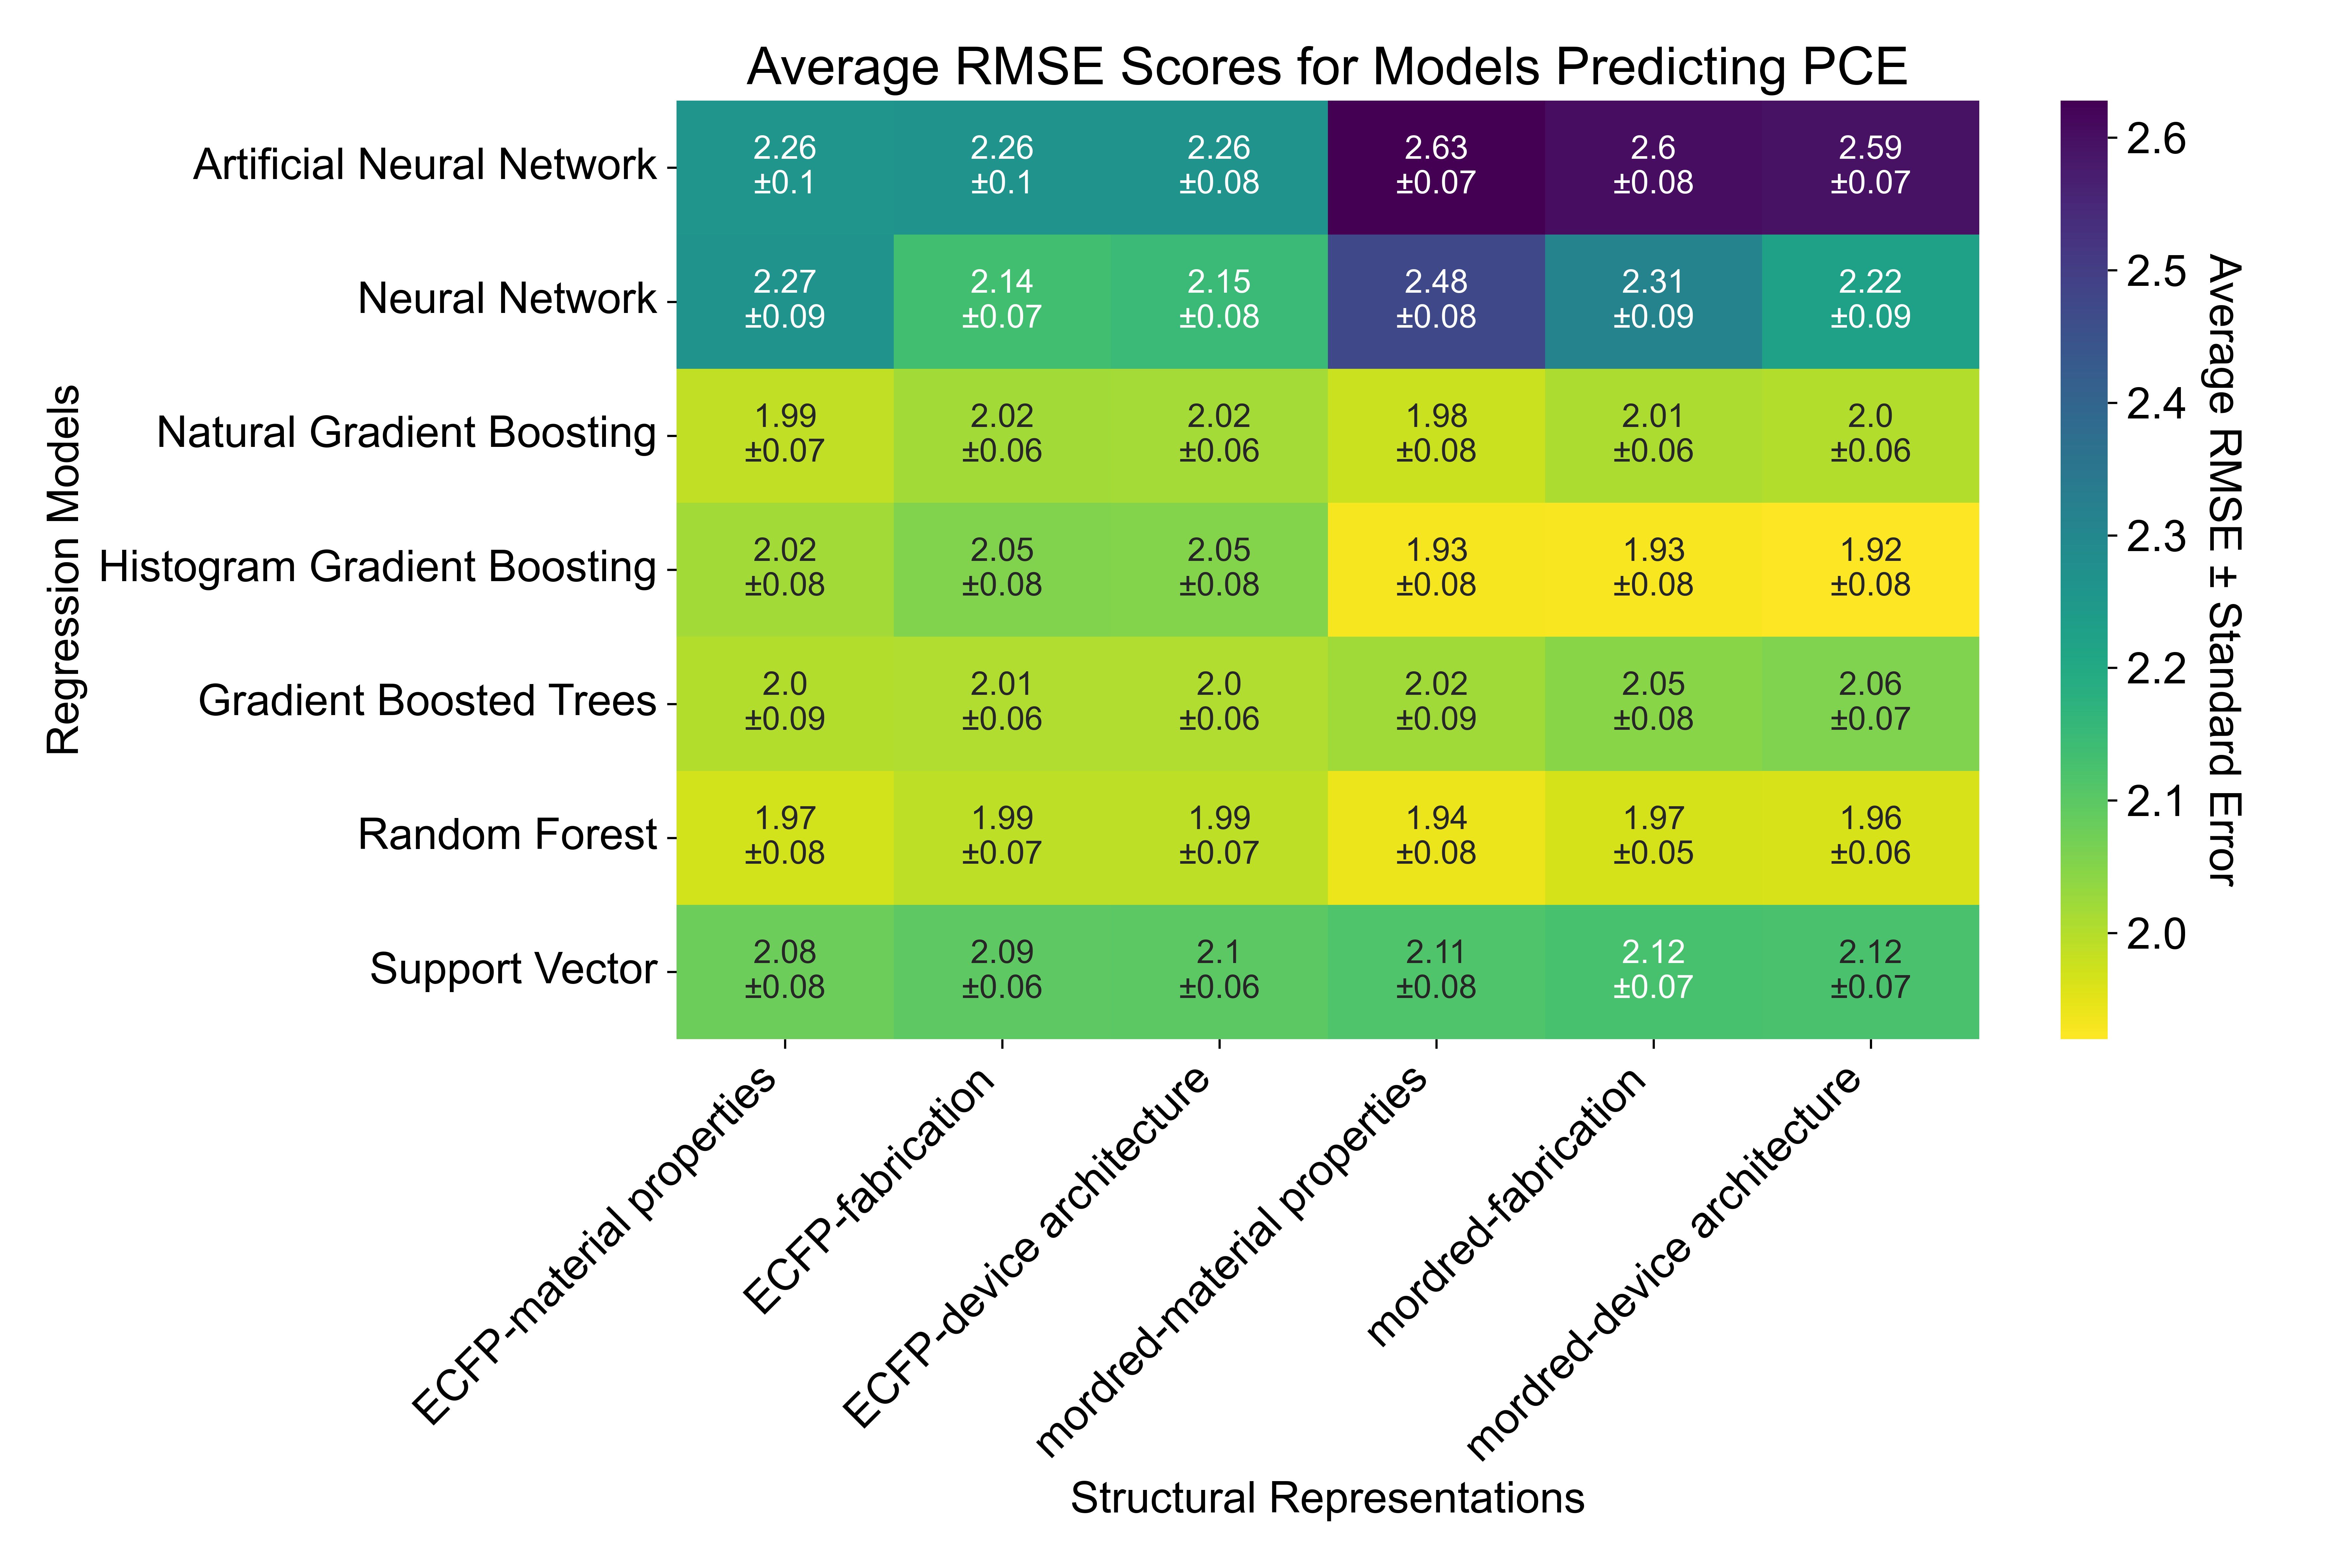 Average RMSE Scores for Models Predicting PCE
Regression Models
Artificial Neural Network
2.26 2.26 2.26 2.63 2.6 2.59
±0.1 ±0.1 ±0.08 ±0.07 ±0.08 ±0.07
Neural Network
2.27 2.14 2.15 2.48 2.31 2.22
±0.09 ±0.07 ±0.08 ±0.08 ±0.09 ±0.09
Natural Gradient Boosting
1.99 2.02 2.02 1.98 2.01 2.0
±0.07 ±0.06 ±0.06 ±0.08 ±0.06 ±0.06
Histogram Gradient Boosting
2.02 2.05 2.05 1.93 1.93 1.92
±0.08 ±0.08 ±0.08 ±0.08 ±0.08 ±0.08
Gradient Boosted Trees
2.0 2.01 2.0 2.02 2.05 2.06
±0.09 ±0.06 ±0.06 ±0.09 ±0.08 ±0.07
Random Forest
1.97 1.99 1.99 1.94 1.97 1.96
±0.08 ±0.07 ±0.07 ±0.08 ±0.05 ±0.06
Support Vector
2.08 2.09 2.1 2.11 2.12 2.12
±0.08 ±0.06 ±0.06 ±0.08 ±0.07 ±0.07
ECFP-material properties
ECFP-fabrication
ECFP-device architecture
mordred-material properties
mordred-fabrication
mordred-device architecture
Structural Representations
2.6
2.5
2.4
2.3
2.2
2.1
2.0
Average RMSE ± Standard Error